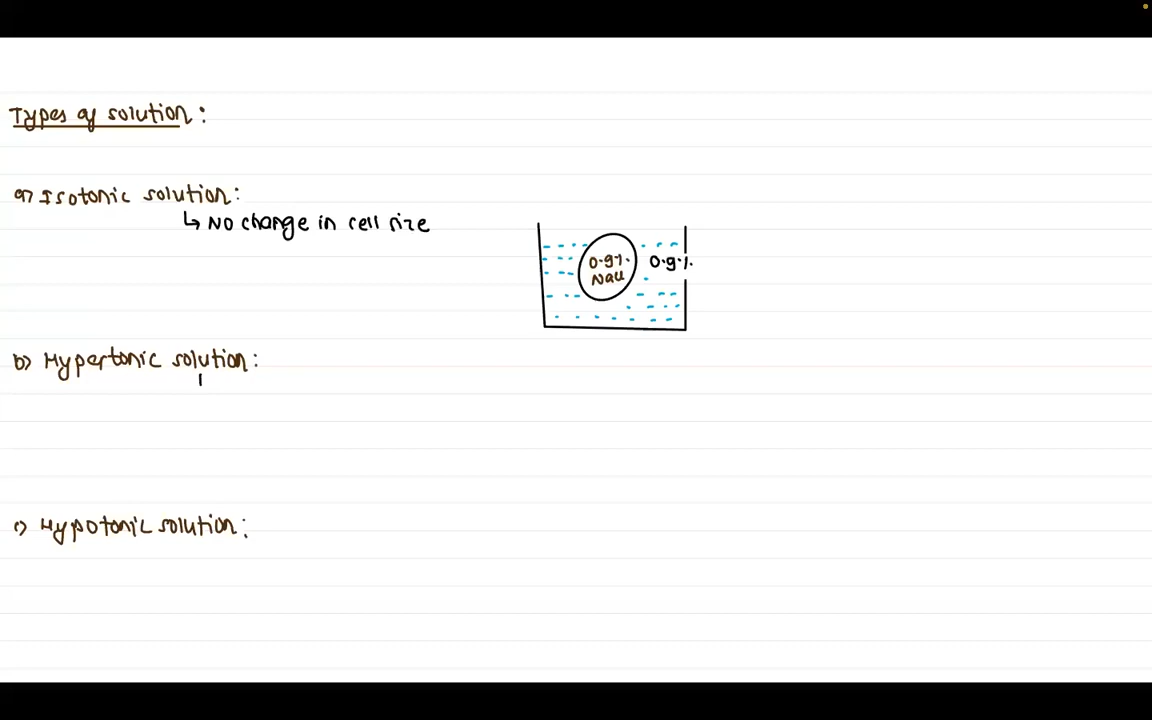 Types of solution:
a) Isotonic solution:
↳ No change in cell size
0.9%
NaCl
0.9%
b) Hypertonic solution:
c) Hypotonic solution: